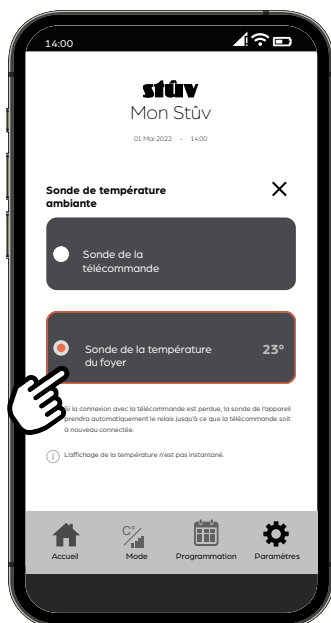 14:00
stûv
Mon Stûv
01 Mai 2022 - 14:00
Sonde de température
ambiante
Sonde de la
télécommande
Sonde de la température
du foyer
23°
Si la connexion avec la télécommande est perdue, la sonde de l'appareil
prendra automatiquement le relais jusqu'à ce que la télécommande soit
à nouveau connectée.
i L'affichage de la température n'est pas instantané.
C°
Accueil Mode Programmation Paramètres